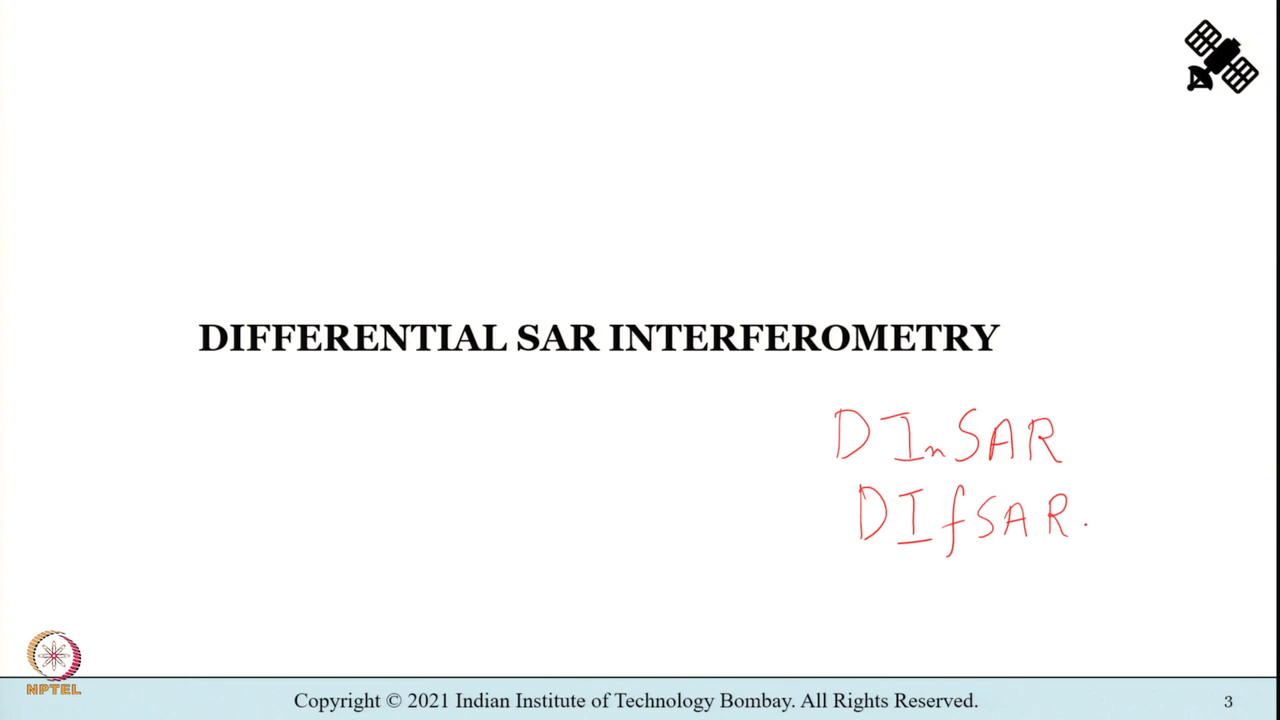 DIFFERENTIAL SAR INTERFEROMETRY
DInSAR
DIfSAR.
NPTEL
Copyright © 2021 Indian Institute of Technology Bombay. All Rights Reserved.
3